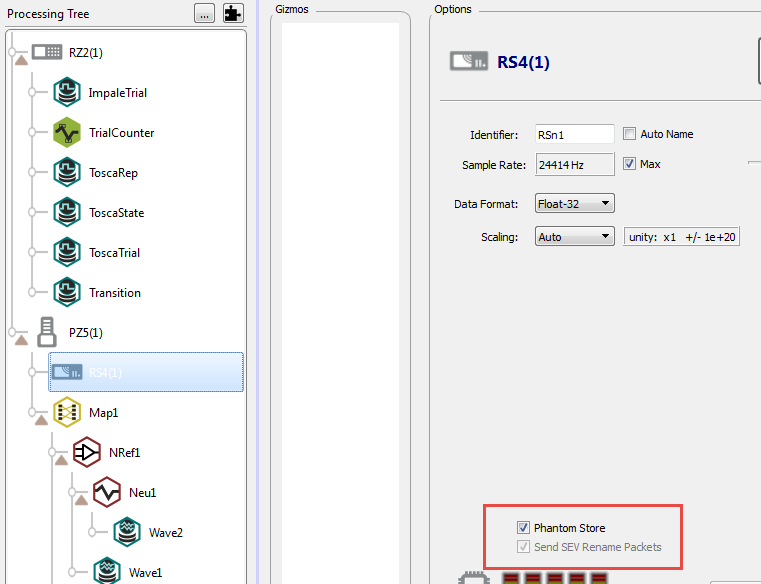 Processing Tree
...
RZ2(1)
ImpaleTrial
TrialCounter
ToscaRep
ToscaState
ToscaTrial
Transition
PZ5(1)
RS4(1)
Map1
NRef1
Neu1
Wave2
Wave1
Gizmos
Options
RS4(1)
Identifier: RSn1 Auto Name
Sample Rate: 24414 Hz Max
Data Format: Float-32
Scaling: Auto unity: x1 +/- 1e+20
Phantom Store
Send SEV Rename Packets